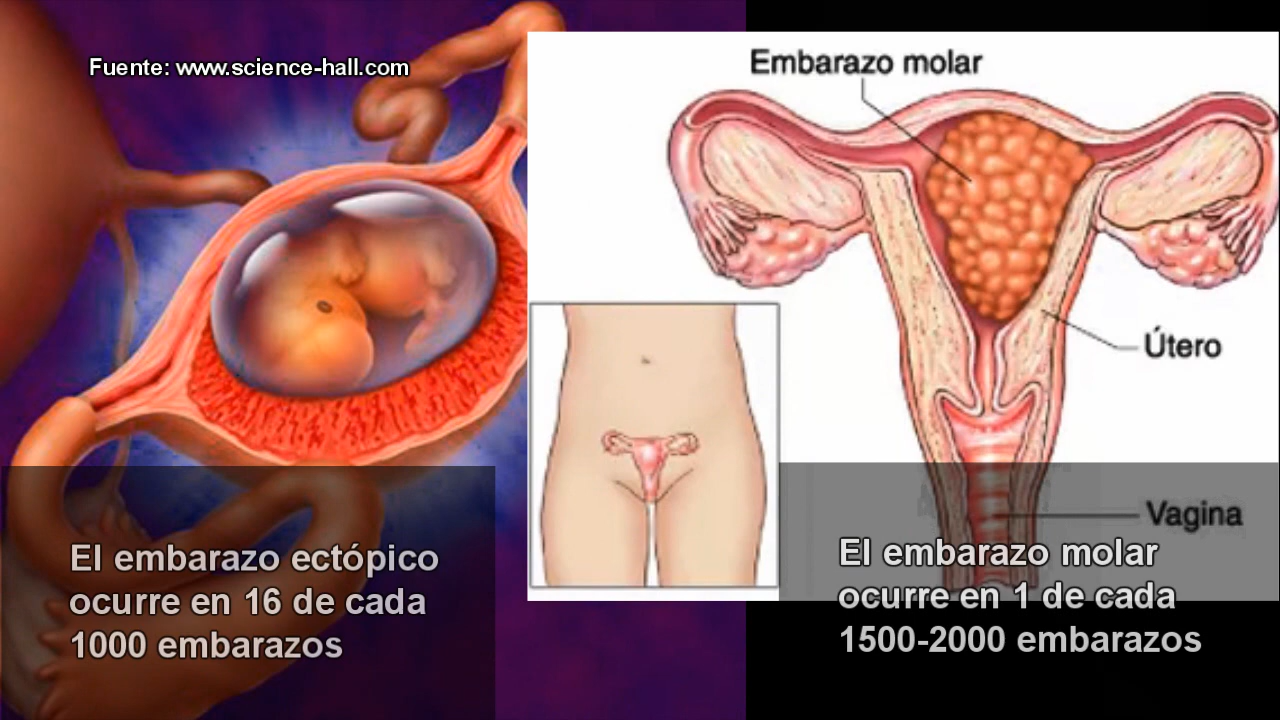 Fuente: www.science-hall.com
Embarazo molar
Útero
Vagina
El embarazo ectópico
ocurre en 16 de cada
1000 embarazos
El embarazo molar
ocurre en 1 de cada
1500-2000 embarazos